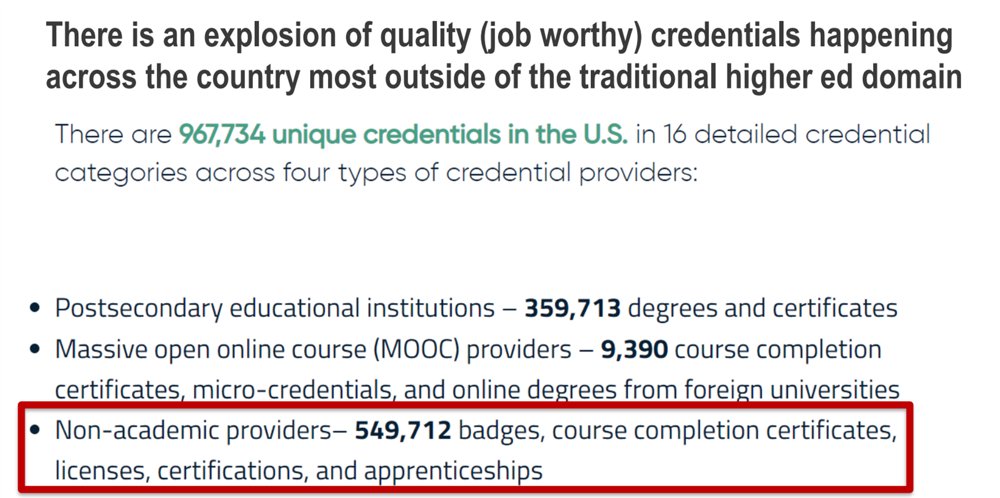 There is an explosion of quality (job worthy) credentials happening
across the country most outside of the traditional higher ed domain
There are 967,734 unique credentials in the U.S. in 16 detailed credential
categories across four types of credential providers:
• Postsecondary educational institutions – 359,713 degrees and certificates
• Massive open online course (MOOC) providers – 9,390 course completion
certificates, micro-credentials, and online degrees from foreign universities
• Non-academic providers– 549,712 badges, course completion certificates,
licenses, certifications, and apprenticeships